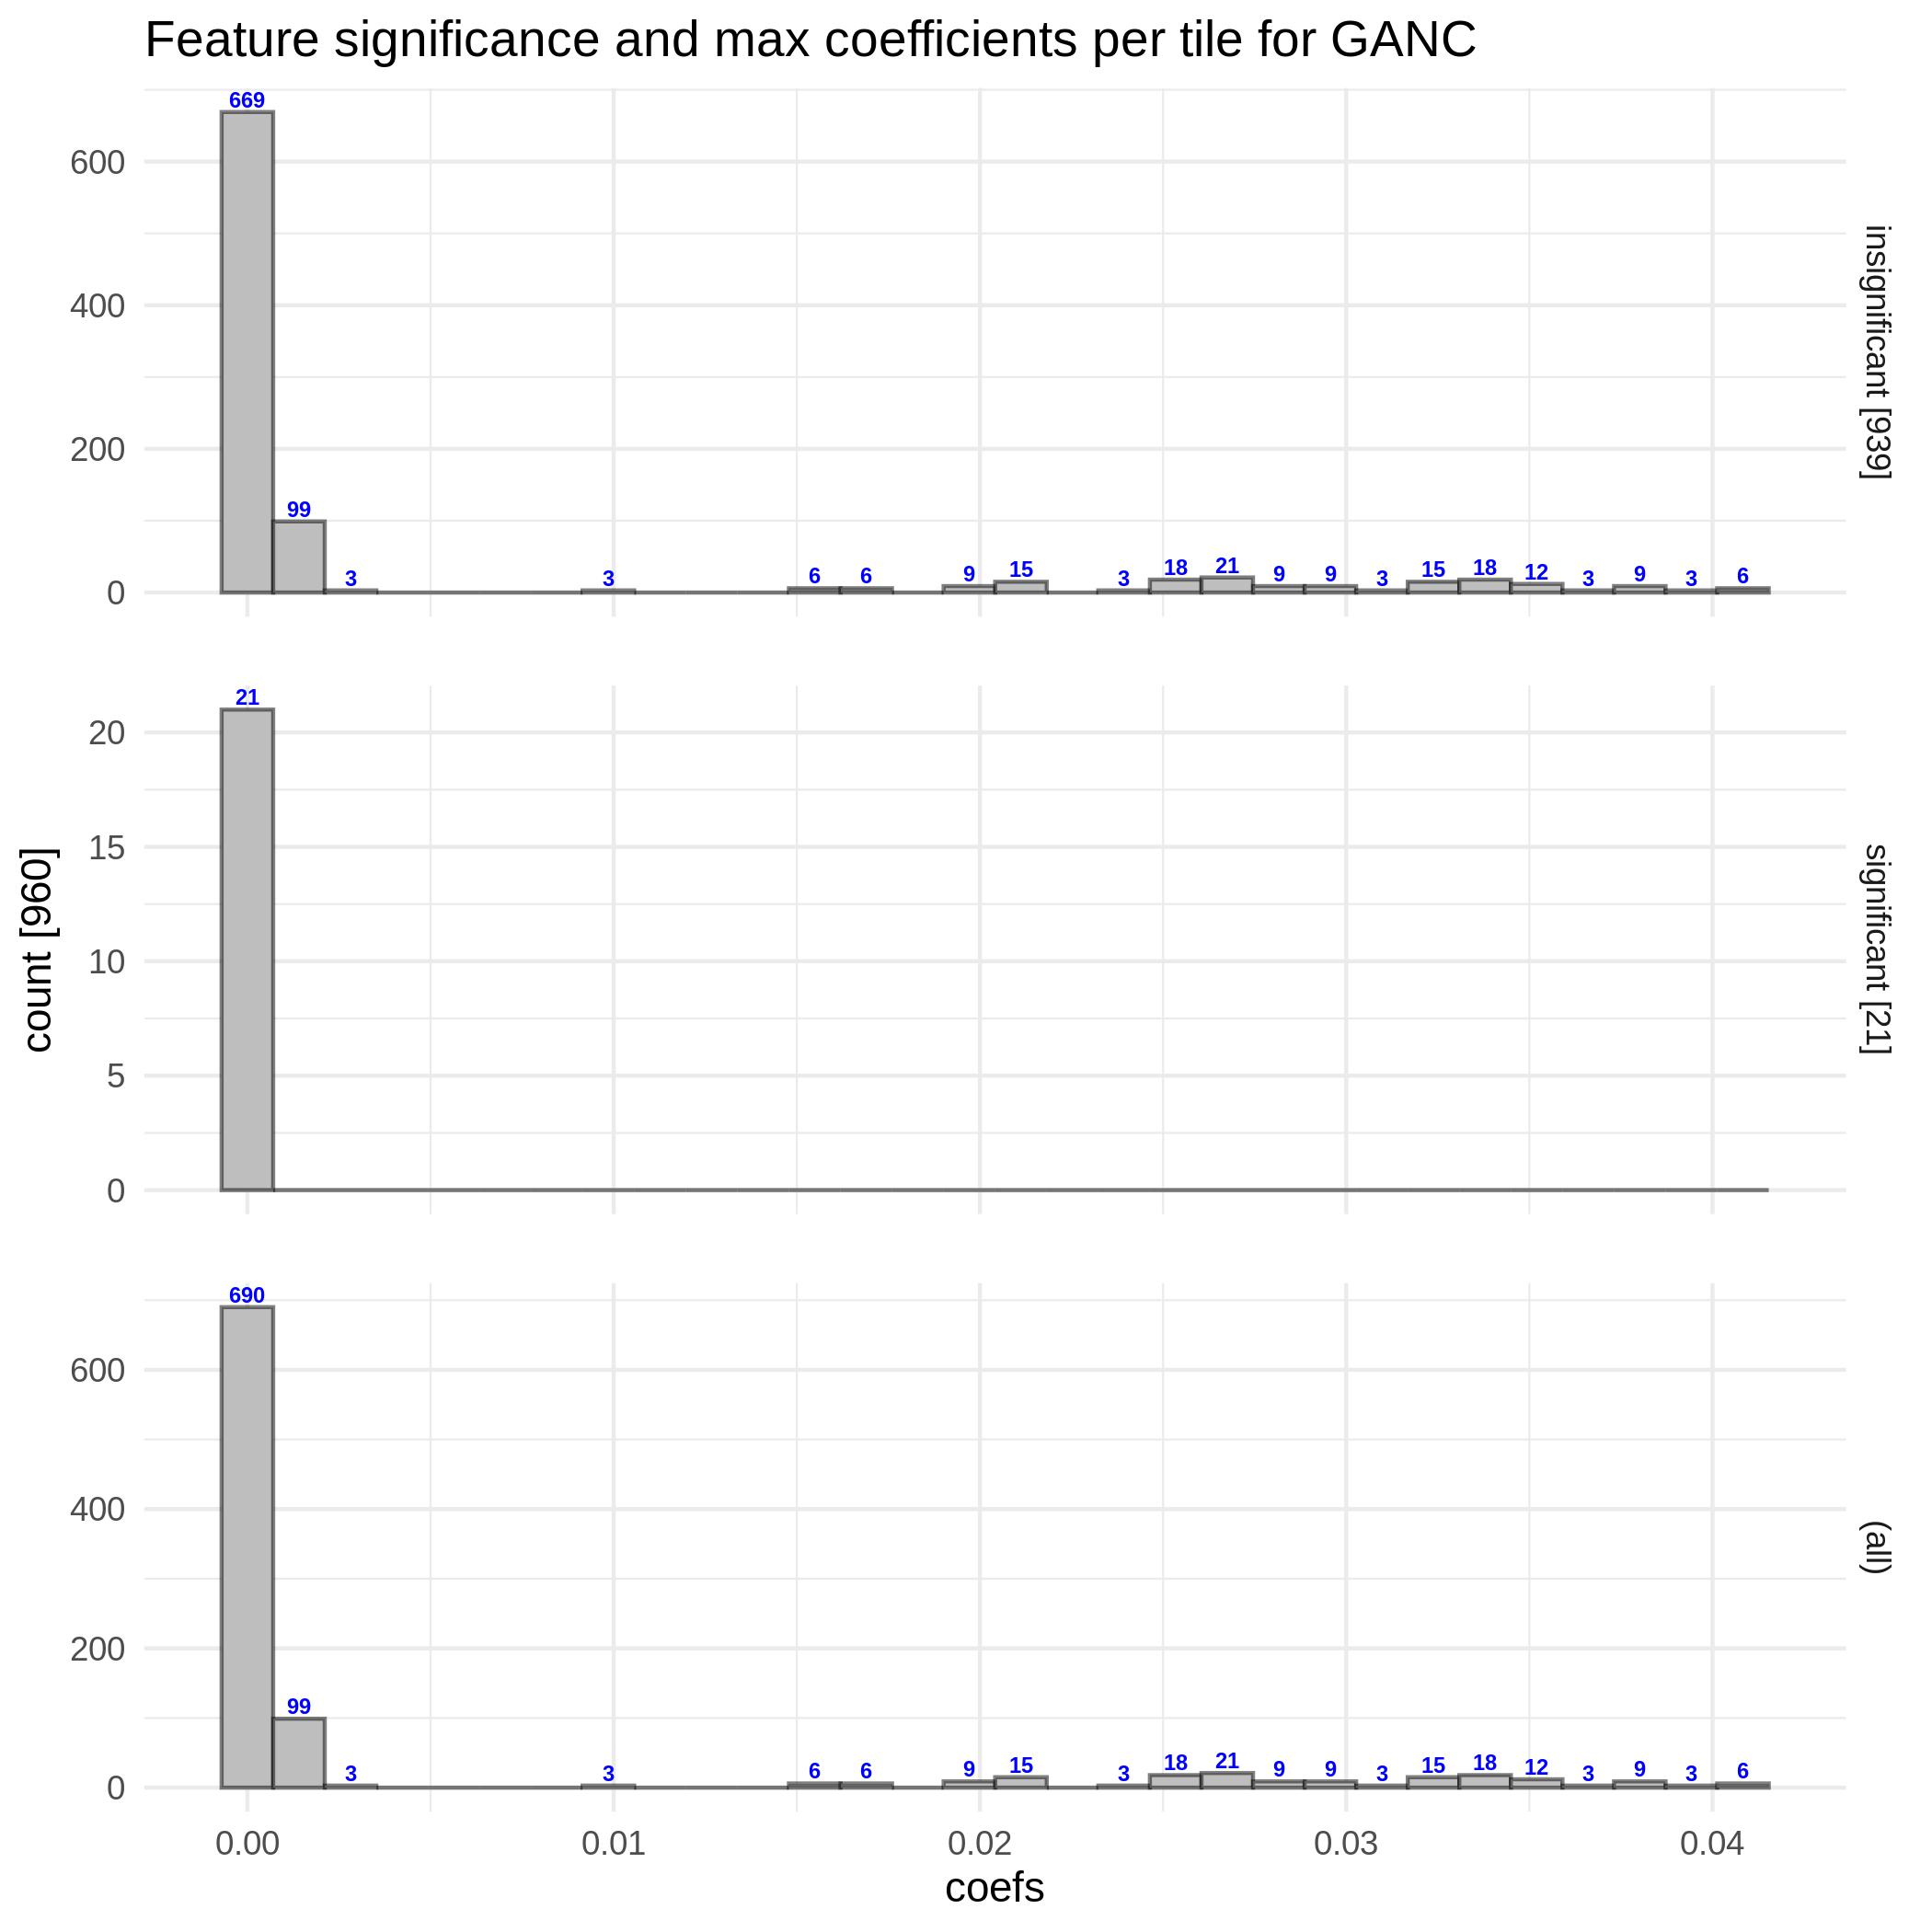 Feature significance and max coefficients per tile for GANC
669
600
400
200
99
3 3 6 6 9 15 3 18 21 9 9 3 15 18 12 3 9 3 6
0
insignificant [939]
21
20
15
10
5
0
significant [21]
count [960]
690
600
400
200
99
3 3 6 6 9 15 3 18 21 9 9 3 15 18 12 3 9 3 6
0
(all)
0.00 0.01 0.02 0.03 0.04
coefs